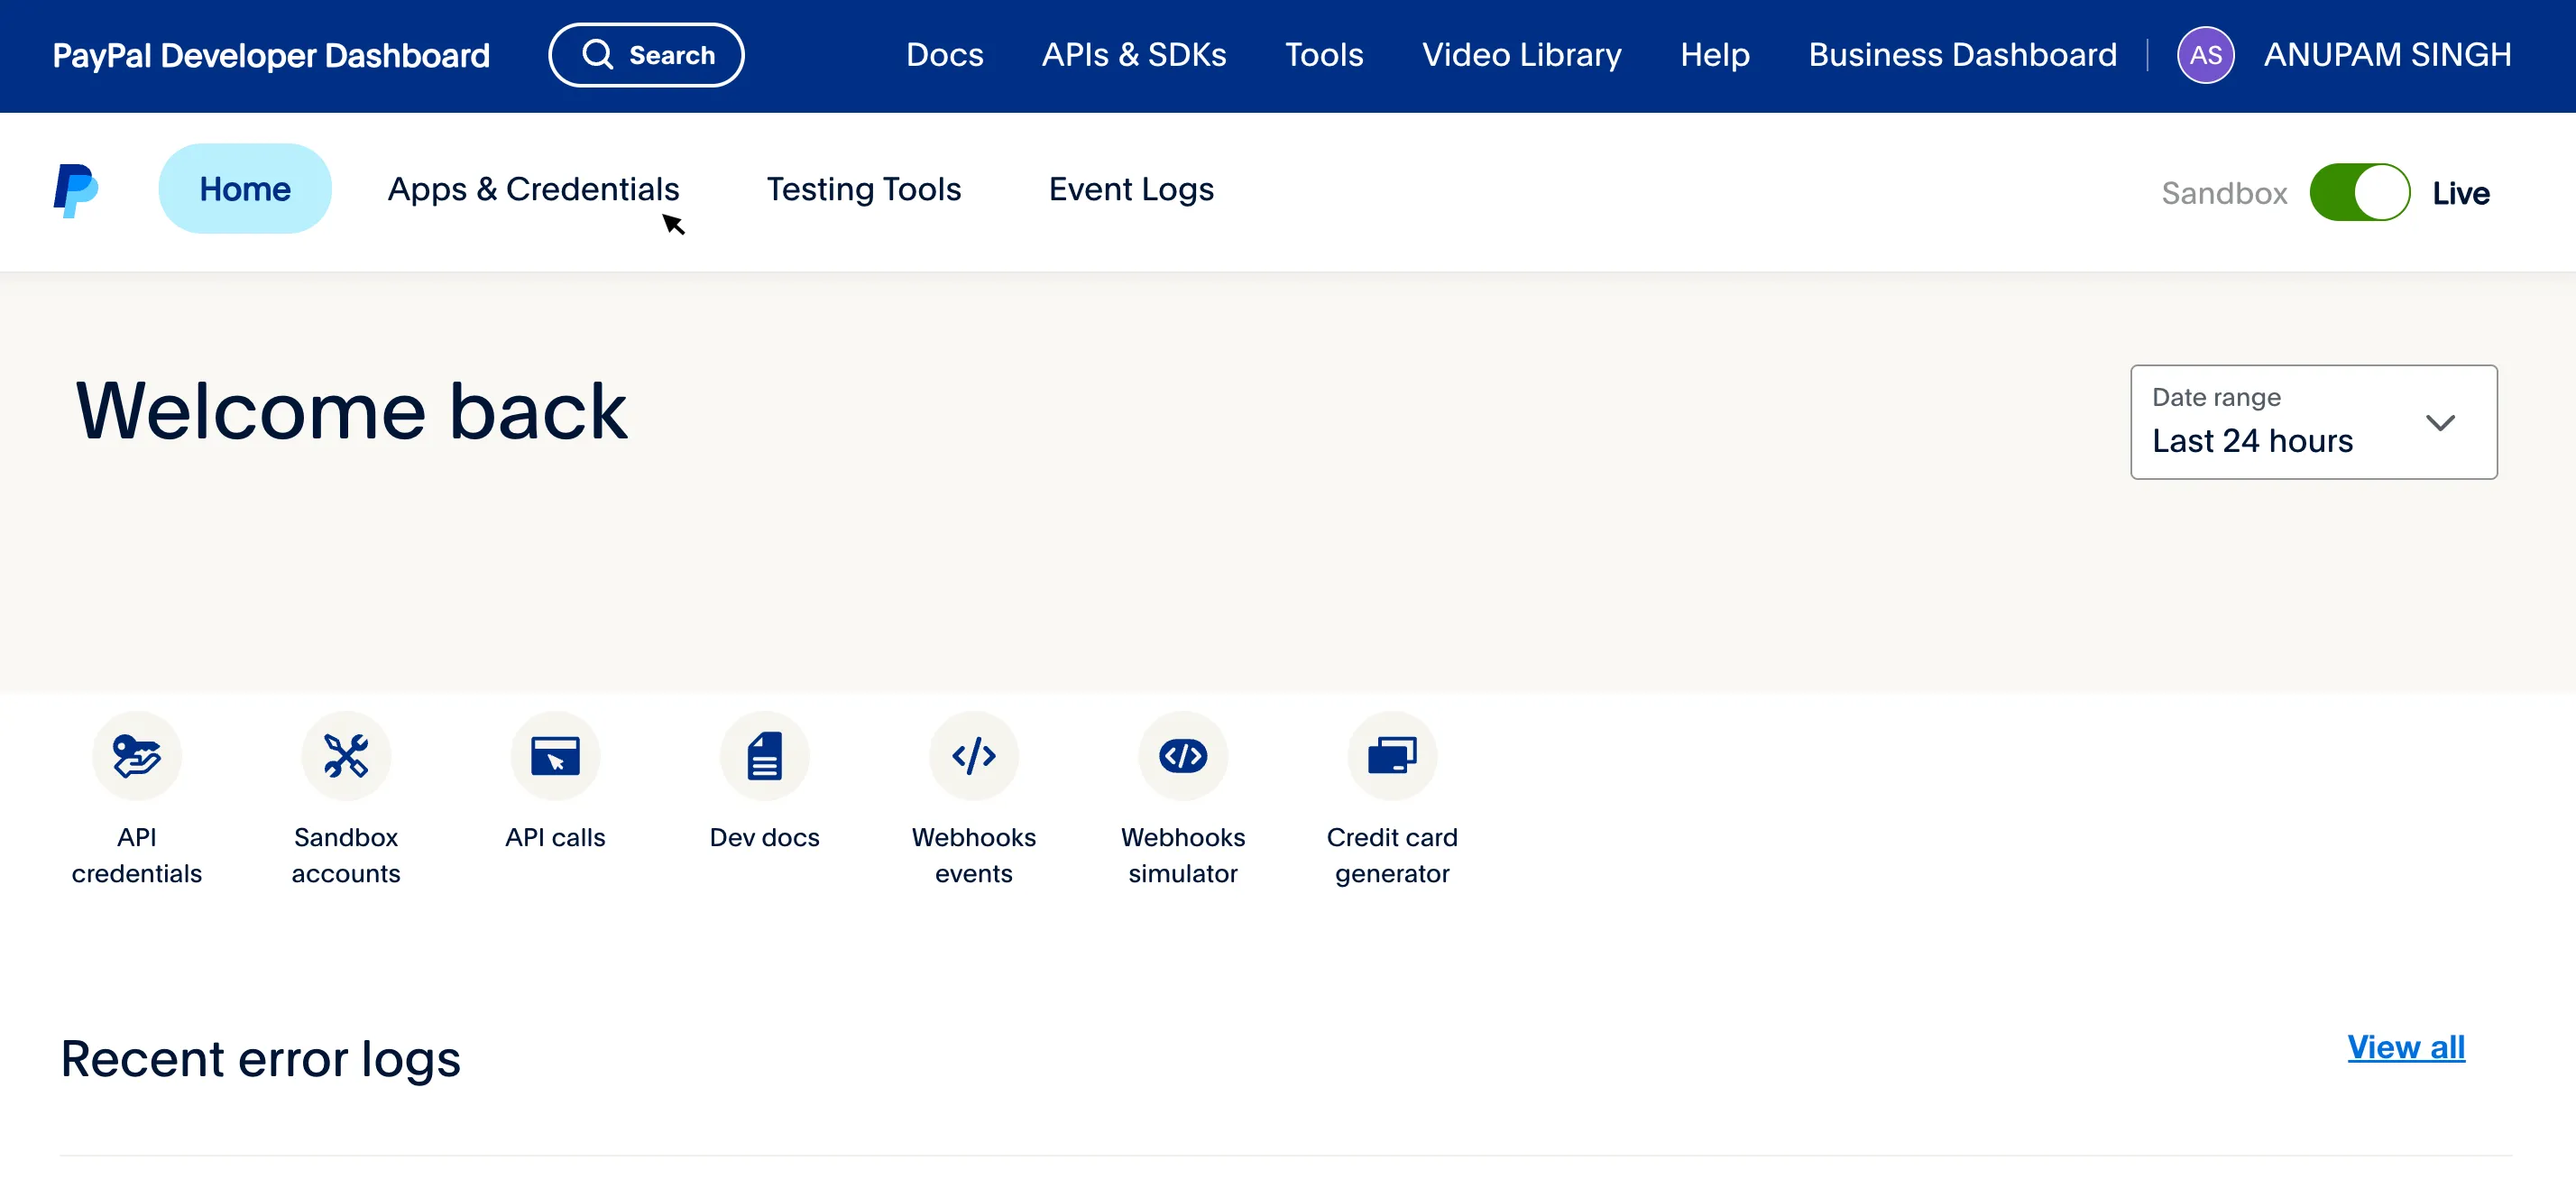 PayPal Developer Dashboard
Search
Docs
APIs & SDKs
Tools
Video Library
Help
Business Dashboard
AS
ANUPAM SINGH
Home
Apps & Credentials
Testing Tools
Event Logs
Sandbox
Live
Welcome back
Date range
Last 24 hours
API
credentials
Sandbox
accounts
API calls
Dev docs
Webhooks
events
Webhooks
simulator
Credit card
generator
Recent error logs
View all